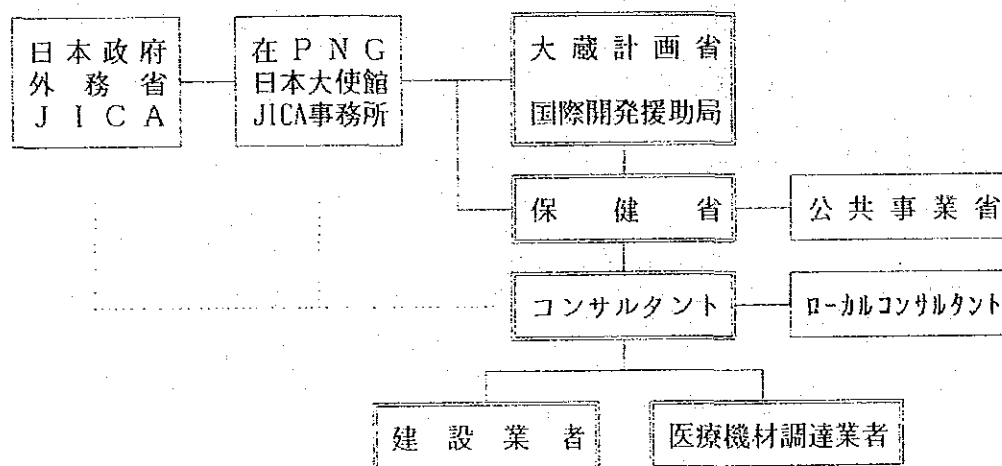 日本政府
外務省
JICA
在PNG
日本大使館
JICA事務所
大蔵計画省
国際開発援助局
保健省
公共事業省
コンサルタント
ローカルコンサルタント
建設業者
医療機材調達業者